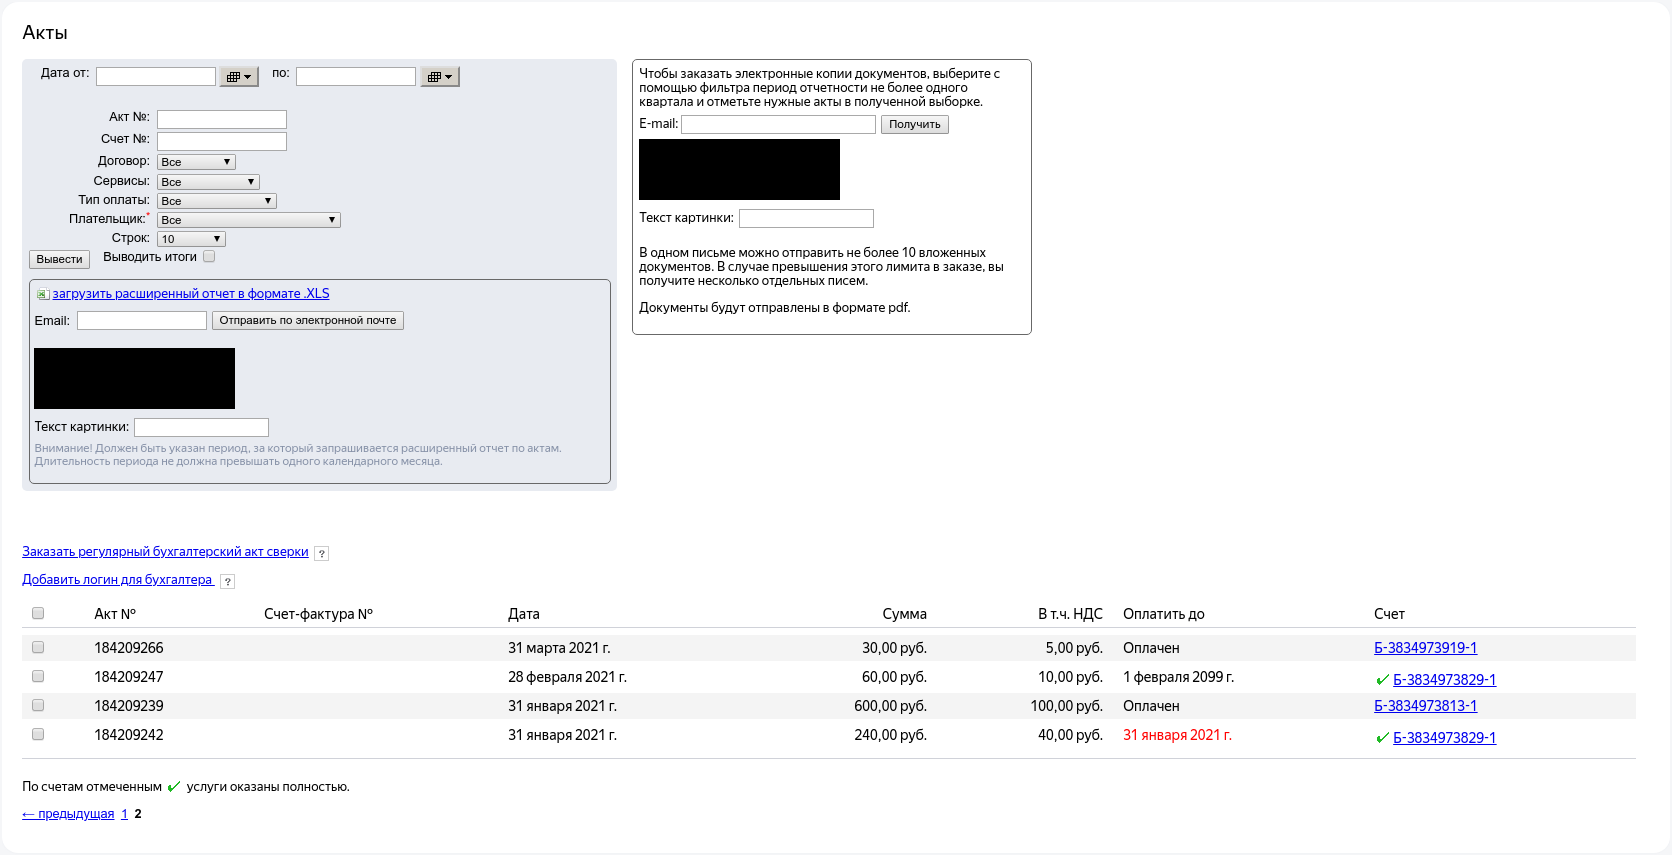 Акты
Дата от: по:
Акт №:
Счет №:
Договор: Все
Сервисы: Все
Тип оплаты: Все
Плательщик:* Все
Строк: 10
Вывести Выводить итоги
загрузить расширенный отчет в формате .XLS
Email: Отправить по электронной почте
Текст картинки:
Внимание! Должен быть указан период, за который запрашивается расширенный отчет по актам.
Длительность периода не должна превышать одного календарного месяца.
Чтобы заказать электронные копии документов, выберите с
помощью фильтра период отчетности не более одного
квартала и отметьте нужные акты в полученной выборке.
E-mail: Получить
Текст картинки:
В одном письме можно отправить не более 10 вложенных
документов. В случае превышения этого лимита в заказе, вы
получите несколько отдельных писем.
Документы будут отправлены в формате pdf.
Заказать регулярный бухгалтерский акт сверки ?
Добавить логин для бухгалтера ?
Акт № Счет-фактура № Дата Сумма В т.ч. НДС Оплатить до Счет
184209266 31 марта 2021 г. 30,00 руб. 5,00 руб. Оплачен Б-3834973919-1
184209247 28 февраля 2021 г. 60,00 руб. 10,00 руб. 1 февраля 2099 г. Б-3834973829-1
184209239 31 января 2021 г. 600,00 руб. 100,00 руб. Оплачен Б-3834973813-1
184209242 31 января 2021 г. 240,00 руб. 40,00 руб. 31 января 2021 г. Б-3834973829-1
По счетам отмеченным ✓ услуги оказаны полностью.
← предыдущая 1 2